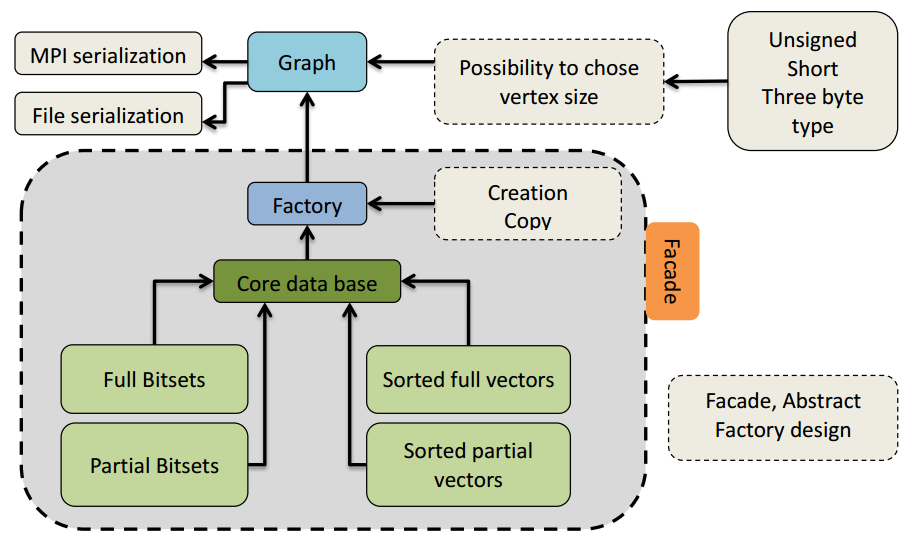 MPI serialization
File serialization
Graph
Possibility to chose
vertex size
Unsigned
Short
Three byte
type
Factory
Creation
Copy
Core data base
Full Bitsets
Partial Bitsets
Sorted full vectors
Sorted partial
vectors
Facade
Facade, Abstract
Factory design